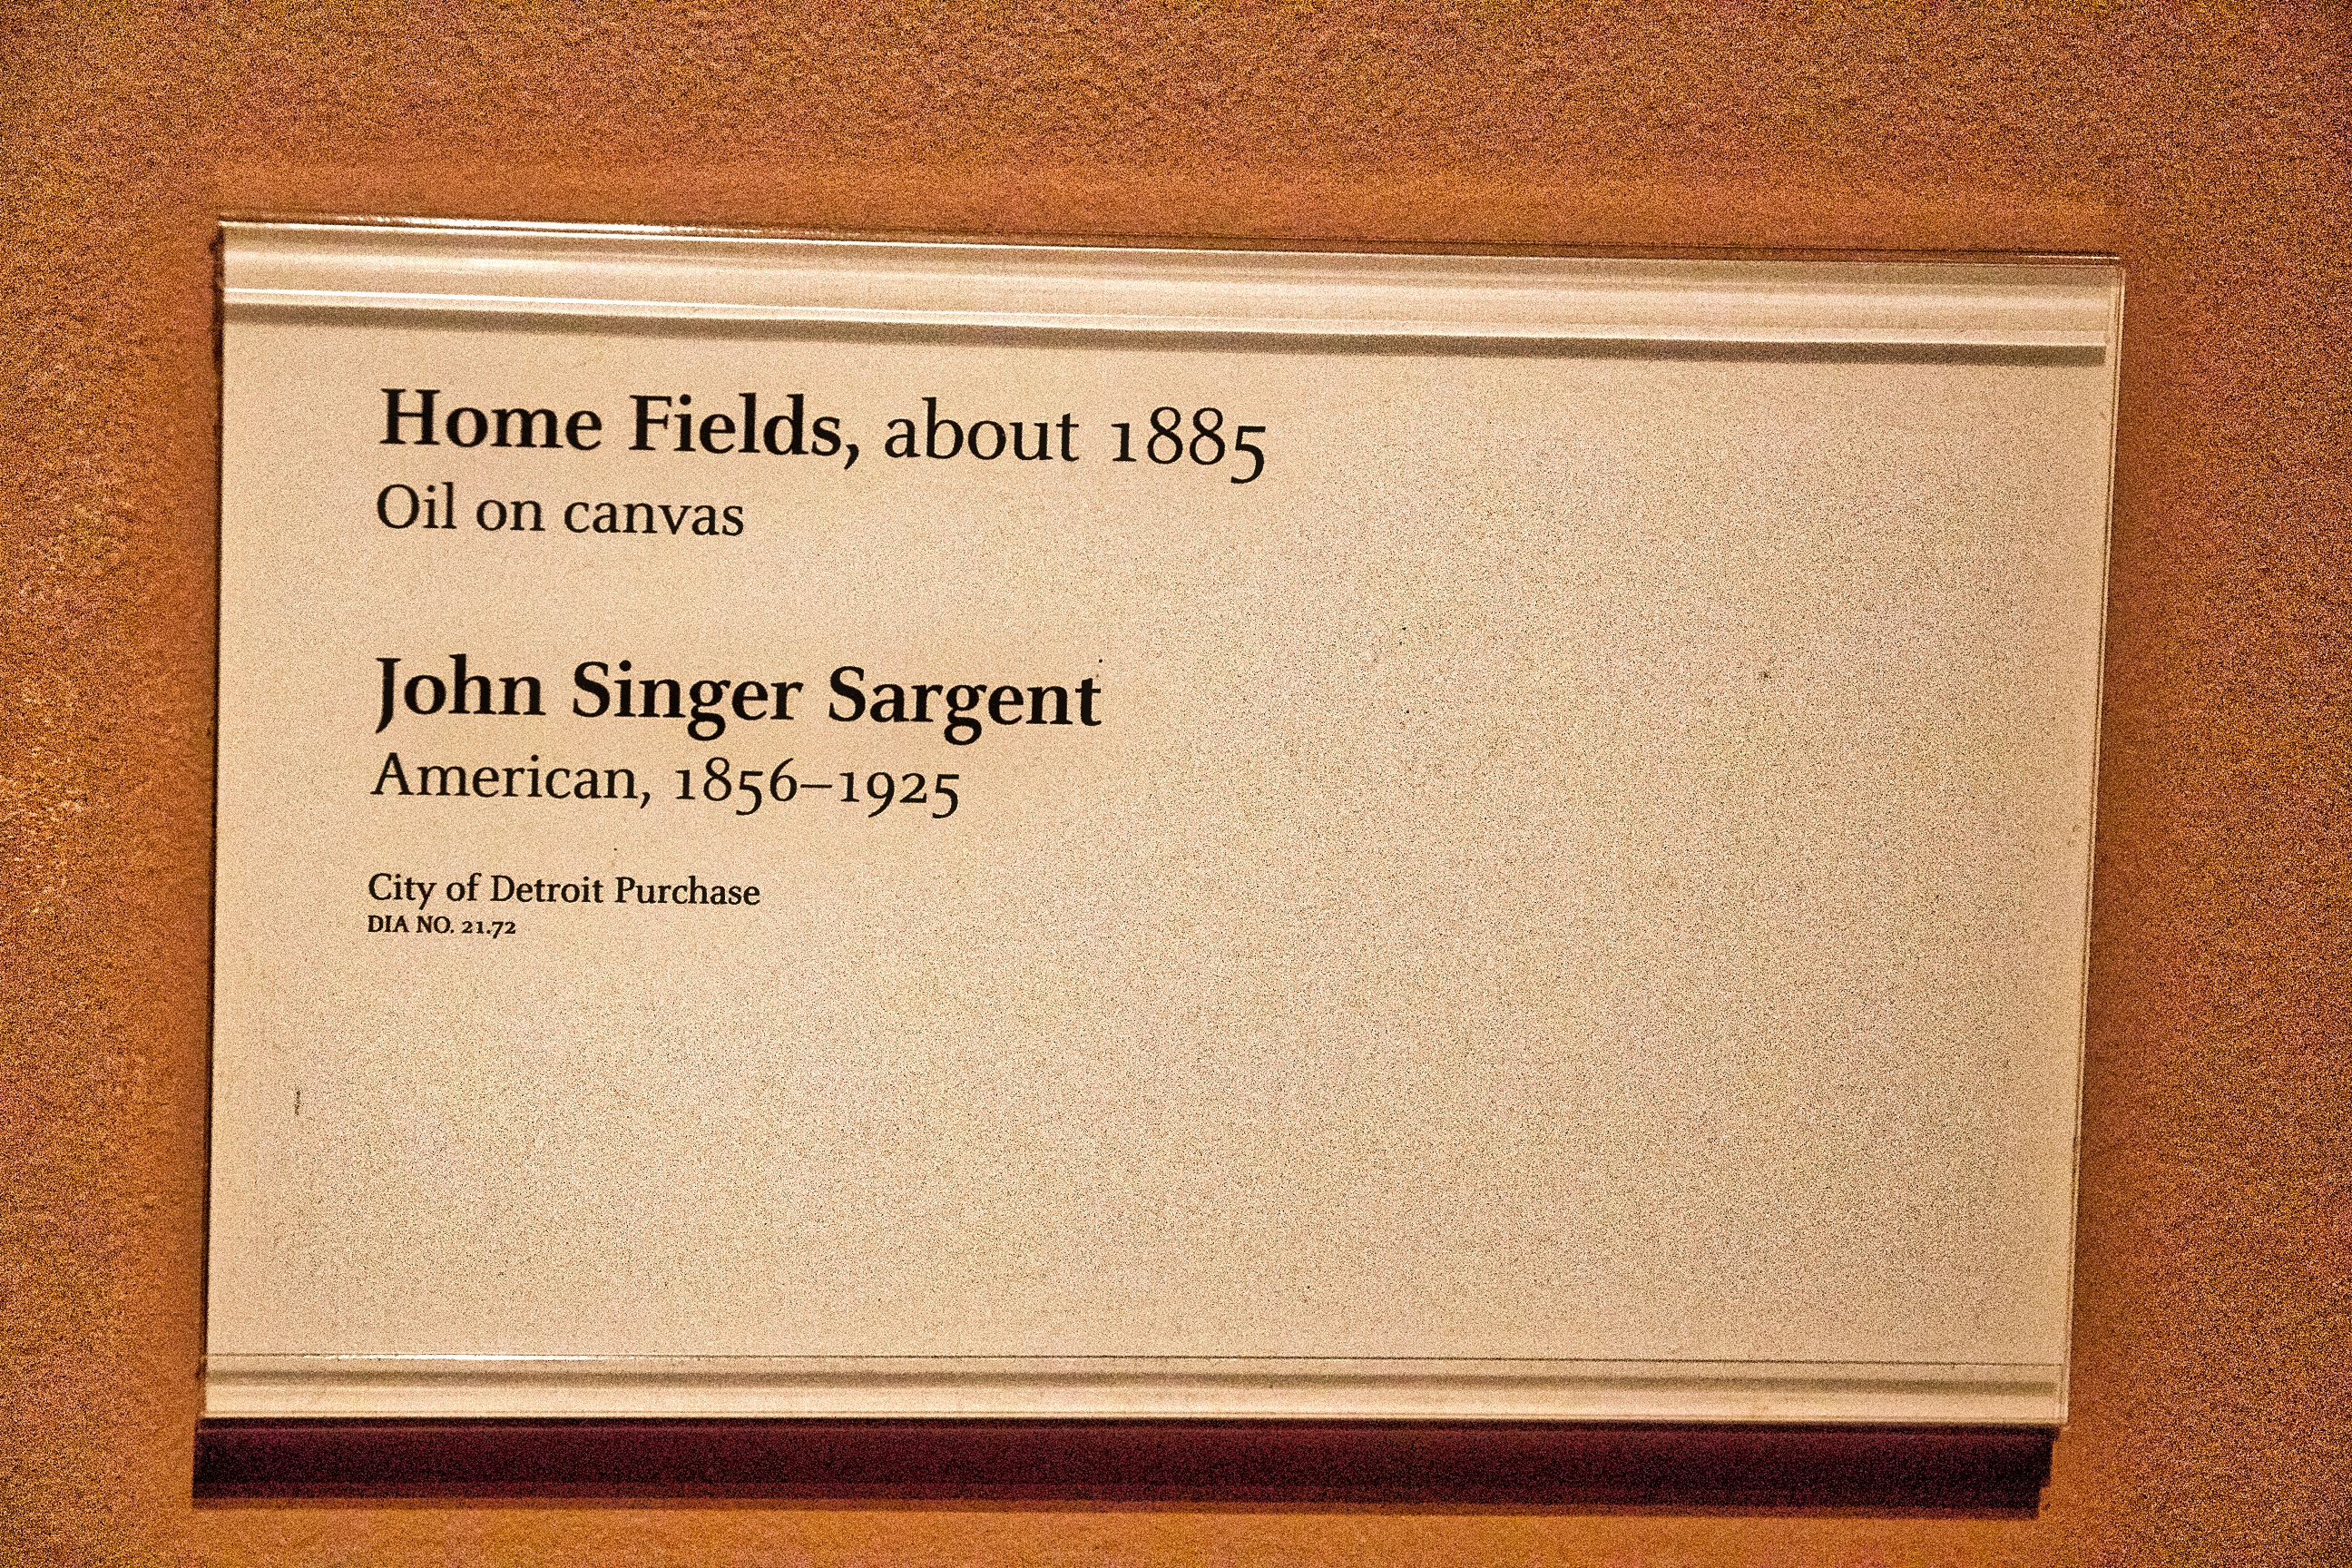 Home Fields, about 1885
Oil on canvas
John Singer Sargent
American, 1856–1925
City of Detroit Purchase
DIA NO. 21.72